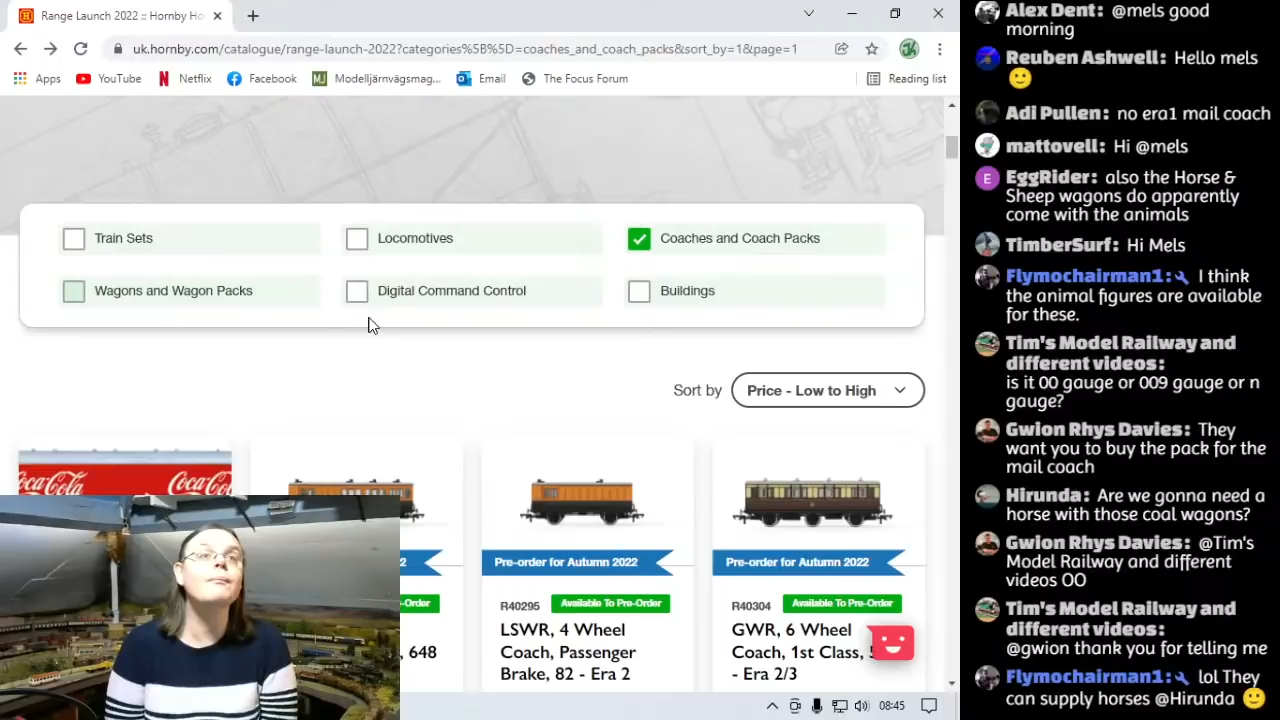 Range Launch 2022 :: Hornby Ho
uk.hornby.com/catalogue/range-launch-2022?categories%5B%5D=coaches_and_coach_packs&sort_by=1&page=1
Apps
YouTube
Netflix
Facebook
Modelljärnvägsmag...
Email
The Focus Forum
Reading list
Train Sets
Locomotives
Coaches and Coach Packs
Wagons and Wagon Packs
Digital Command Control
Buildings
Sort by
Price - Low to High
Coca-Cola
Coca-Cola
Pre-order for Autumn 2022
Pre-order for Autumn 2022
-Order
R40295
Available To Pre-Order
R40304
Available To Pre-Order
, 648
LSWR, 4 Wheel
Coach, Passenger
Brake, 82 - Era 2
GWR, 6 Wheel
Coach, 1st Class,
- Era 2/3
08:45
Alex Dent: @mels good
morning
Reuben Ashwell: Hello mels
🙂
Adi Pullen: no era1 mail coach
mattovell: Hi @mels
E
EggRider: also the Horse &
Sheep wagons do apparently
come with the animals
TimberSurf: Hi Mels
Flymochairman1: I think
the animal figures are available
for these.
Tim's Model Railway and
different videos:
is it 00 gauge or 009 gauge or n
gauge?
Gwion Rhys Davies: They
want you to buy the pack for the
mail coach
Hirunda: Are we gonna need a
horse with those coal wagons?
Gwion Rhys Davies: @Tim's
Model Railway and different
videos OO
Tim's Model Railway and
different videos:
@gwion thank you for telling me
Flymochairman1: lol They
can supply horses @Hirunda 🙂